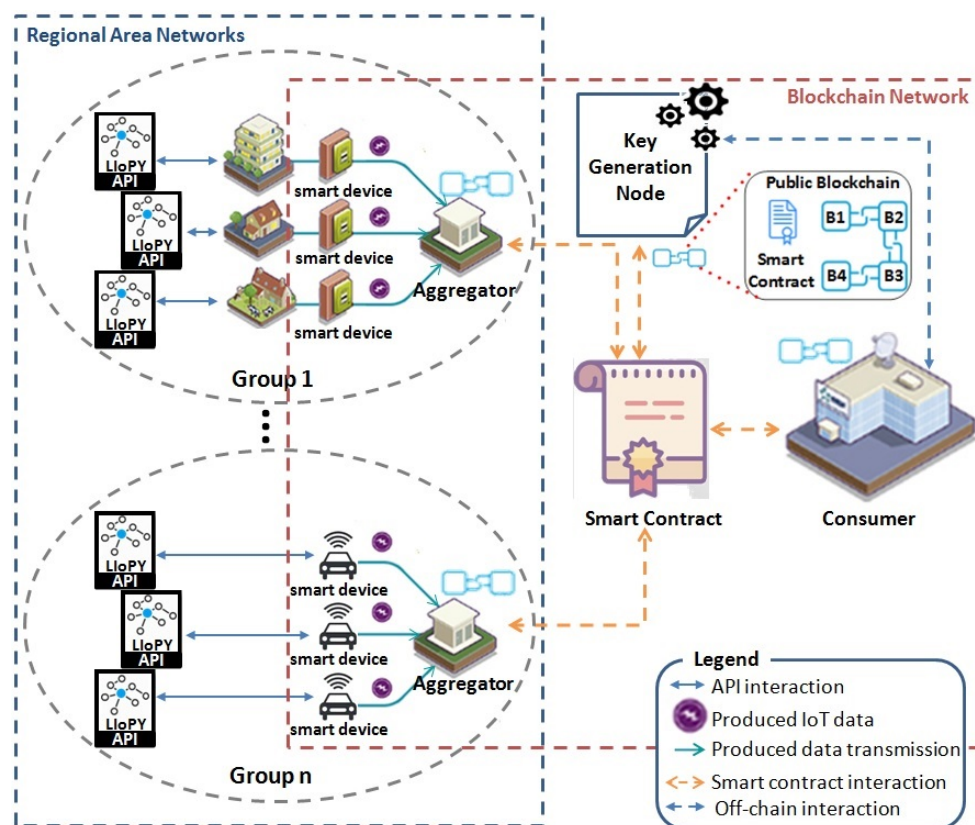 Regional Area Networks
Blockchain Network
LIoPY
API
smart device
LIoPY
API
smart device
LIoPY
API
smart device
Aggregator
Group 1
Key
Generation
Node
Public Blockchain
Smart
Contract
B1
B2
B4
B3
Smart Contract
Consumer
LIoPY
API
smart device
LIoPY
API
smart device
LIoPY
API
smart device
Aggregator
Group n
Legend
API interaction
Produced IoT data
Produced data transmission
Smart contract interaction
Off-chain interaction